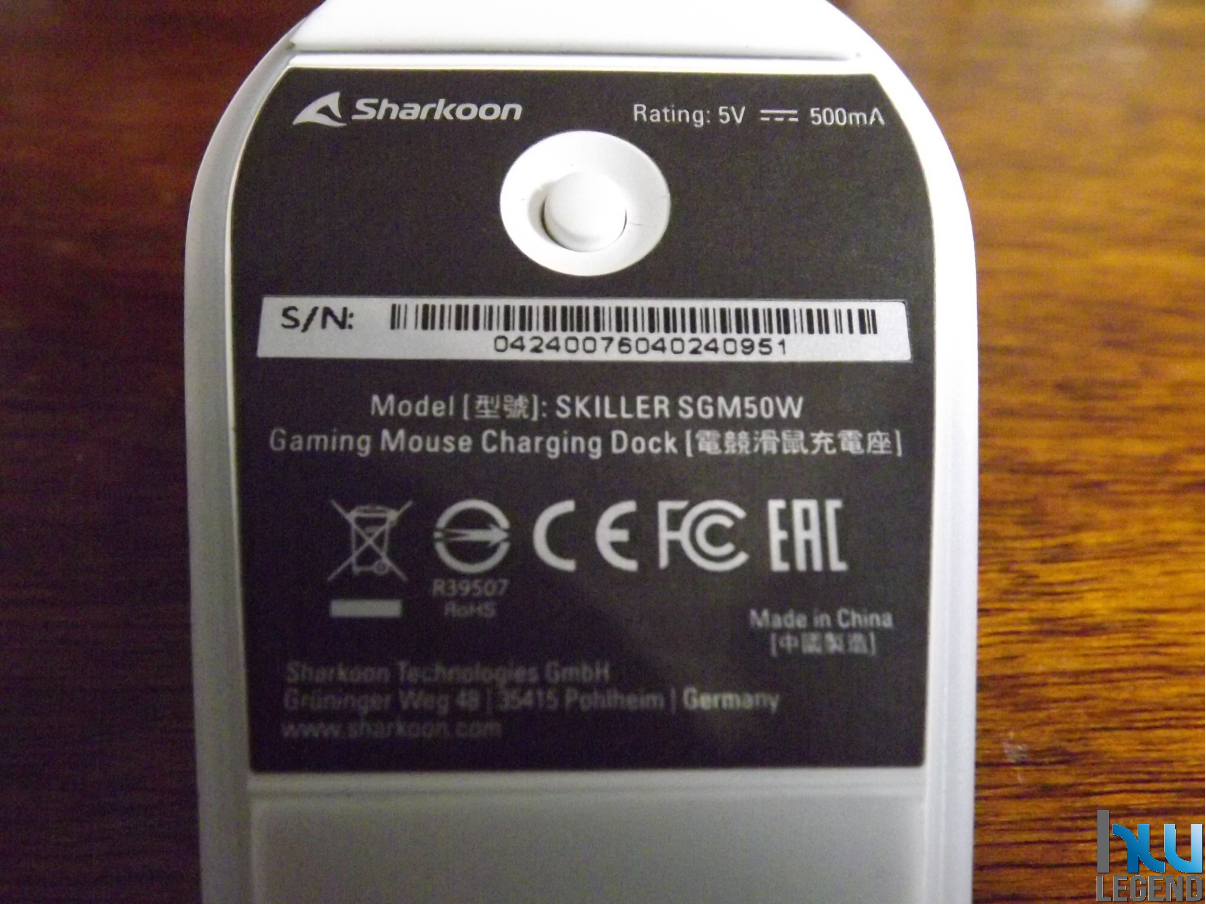 Sharkoon
Rating: 5V ⎓ 500mA
S/N:
04240076040240951
Model [型號]: SKILLER SGM50W
Gaming Mouse Charging Dock [電競滑鼠充電座]
CE FC EAC
R39507
RoHS
Made in China
[中國製造]
Sharkoon Technologies GmbH
Grüninger Weg 48 | 35415 Pohlheim | Germany
www.sharkoon.com
HW
LEGEND